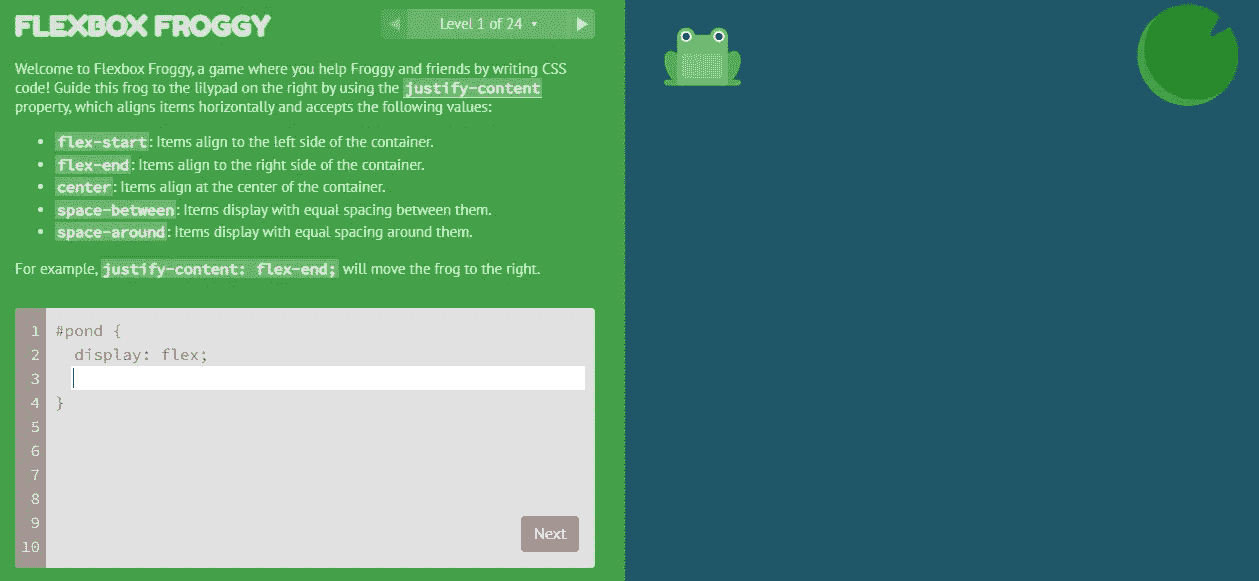 FLEXBOX FROGGY
◀ Level 1 of 24 ▾ ▶
Welcome to Flexbox Froggy, a game where you help Froggy and friends by writing CSS
code! Guide this frog to the lilypad on the right by using the justify-content
property, which aligns items horizontally and accepts the following values:
• flex-start: Items align to the left side of the container.
• flex-end: Items align to the right side of the container.
• center: Items align at the center of the container.
• space-between: Items display with equal spacing between them.
• space-around: Items display with equal spacing around them.
For example, justify-content: flex-end; will move the frog to the right.
1 #pond {
2 display: flex;
3
4 }
5
6
7
8
9
10
Next